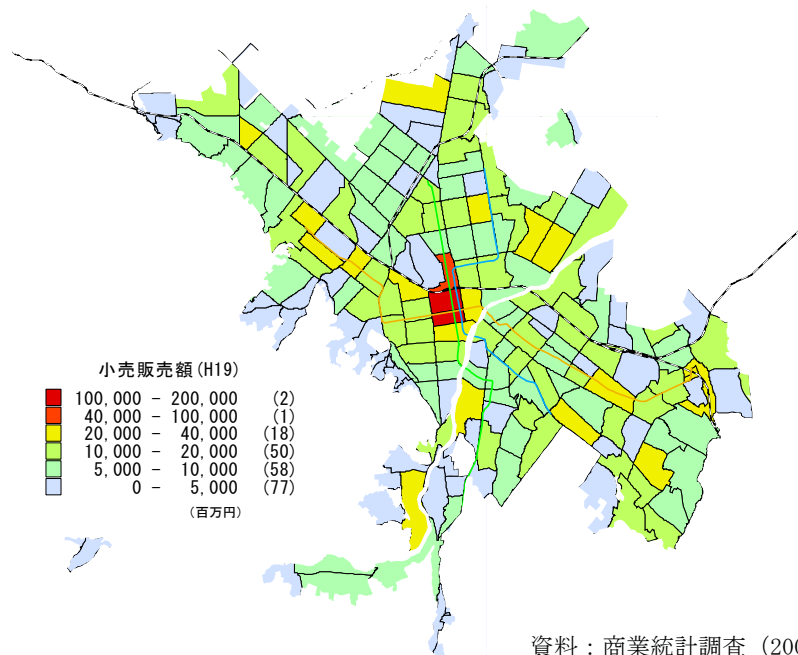 小売販売額(H19)
100,000 － 200,000 (2)
40,000 － 100,000 (1)
20,000 － 40,000 (18)
10,000 － 20,000 (50)
5,000 － 10,000 (58)
0 － 5,000 (77)
(百万円)
資料：商業統計調査（200